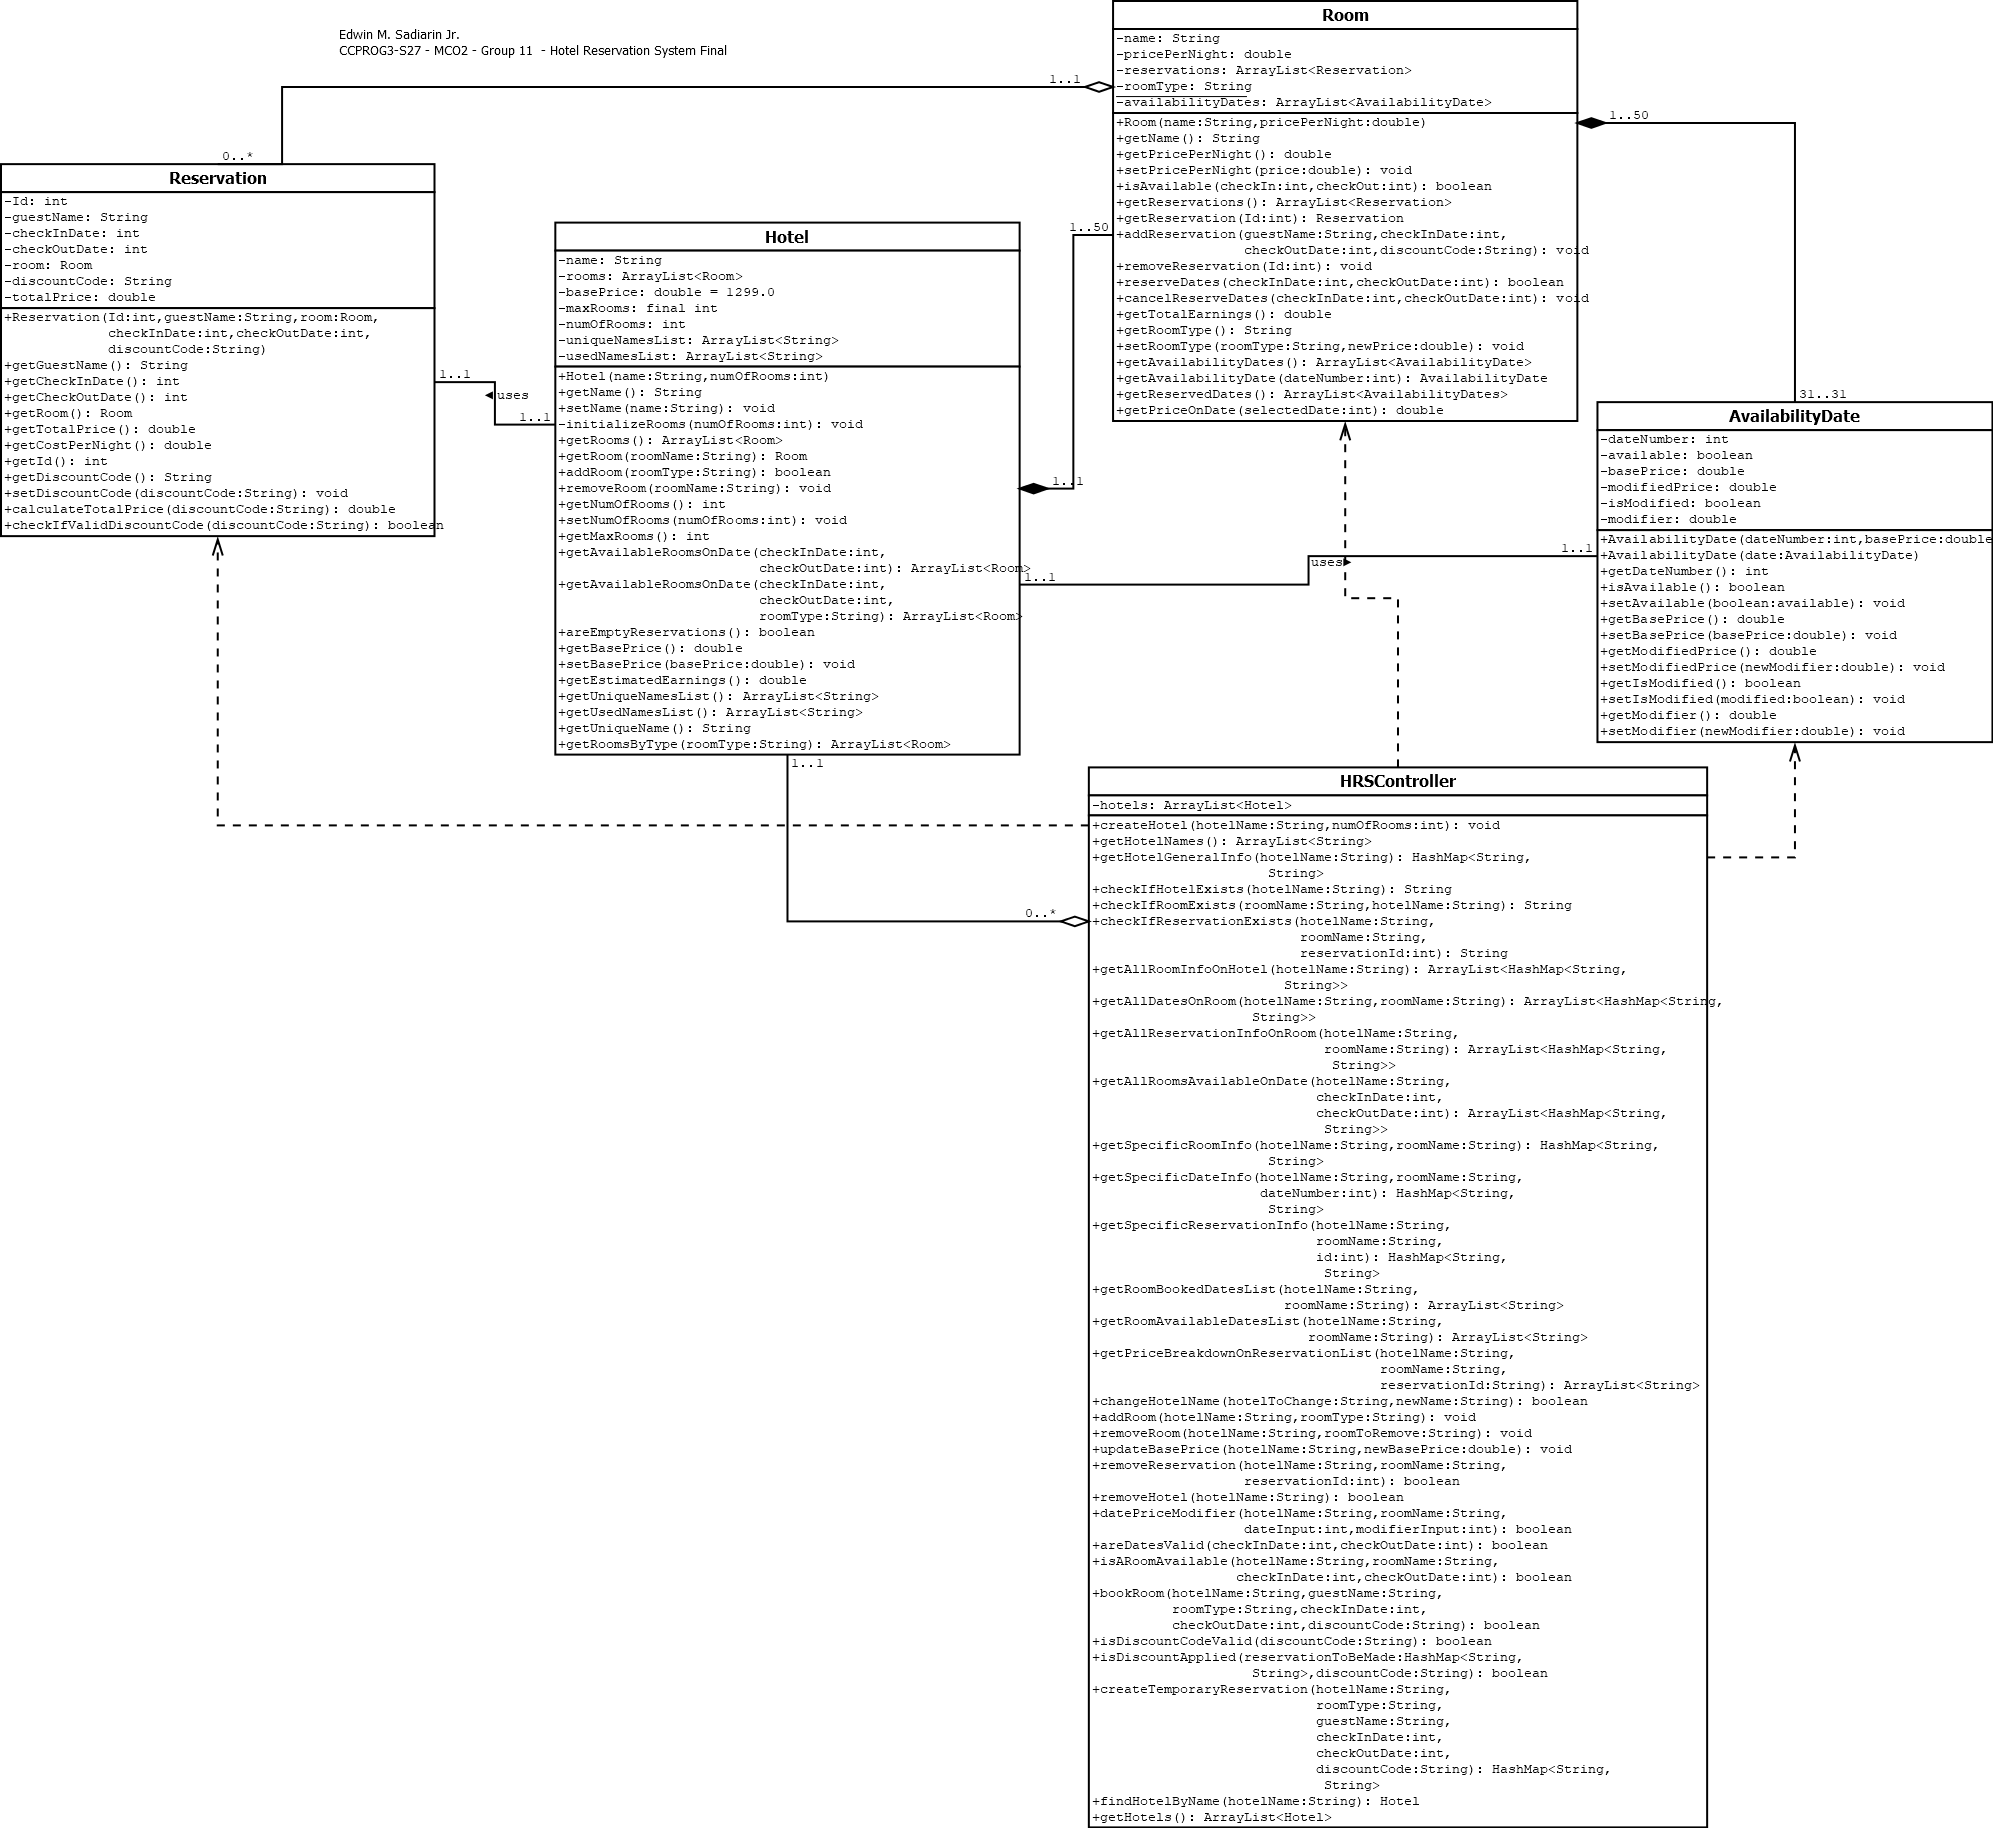 Edwin M. Sadiarin Jr.
CCPROG3-S27 - MCO2 - Group 11  - Hotel Reservation System Final
Room
-name: String
-pricePerNight: double
-reservations: ArrayList<Reservation>
-roomType: String
-availabilityDates: ArrayList<AvailabilityDate>
+Room(name:String,pricePerNight:double)
+getName(): String
+getPricePerNight(): double
+setPricePerNight(price:double): void
+isAvailable(checkIn:int,checkOut:int): boolean
+getReservations(): ArrayList<Reservation>
+getReservation(Id:int): Reservation
+addReservation(guestName:String,checkInDate:int,
checkOutDate:int,discountCode:String): void
+removeReservation(Id:int): void
+reserveDates(checkInDate:int,checkOutDate:int): boolean
+cancelReserveDates(checkInDate:int,checkOutDate:int): void
+getTotalEarnings(): double
+getRoomType(): String
+setRoomType(roomType:String,newPrice:double): void
+getAvailabilityDates(): ArrayList<AvailabilityDate>
+getAvailabilityDate(dateNumber:int): AvailabilityDate
+getReservedDates(): ArrayList<AvailabilityDates>
+getPriceOnDate(selectedDate:int): double
1..1
0..*
1..50
31..31
Reservation
-Id: int
-guestName: String
-checkInDate: int
-checkOutDate: int
-room: Room
-discountCode: String
-totalPrice: double
+Reservation(Id:int,guestName:String,room:Room,
checkInDate:int,checkOutDate:int,
discountCode:String)
+getGuestName(): String
+getCheckInDate(): int
+getCheckOutDate(): int
+getRoom(): Room
+getTotalPrice(): double
+getCostPerNight(): double
+getId(): int
+getDiscountCode(): String
+setDiscountCode(discountCode:String): void
+calculateTotalPrice(discountCode:String): double
+checkIfValidDiscountCode(discountCode:String): boolean
1..1
uses
1..1
Hotel
-name: String
-rooms: ArrayList<Room>
-basePrice: double = 1299.0
-maxRooms: final int
-numOfRooms: int
-uniqueNamesList: ArrayList<String>
-usedNamesList: ArrayList<String>
+Hotel(name:String,numOfRooms:int)
+getName(): String
+setName(name:String): void
-initializeRooms(numOfRooms:int): void
+getRooms(): ArrayList<Room>
+getRoom(roomName:String): Room
+addRoom(roomType:String): boolean
+removeRoom(roomName:String): void
+getNumOfRooms(): int
+setNumOfRooms(numOfRooms:int): void
+getMaxRooms(): int
+getAvailableRoomsOnDate(checkInDate:int,
checkOutDate:int): ArrayList<Room>
+getAvailableRoomsOnDate(checkInDate:int,
checkOutDate:int,
roomType:String): ArrayList<Room>
+areEmptyReservations(): boolean
+getBasePrice(): double
+setBasePrice(basePrice:double): void
+getEstimatedEarnings(): double
+getUniqueNamesList(): ArrayList<String>
+getUsedNamesList(): ArrayList<String>
+getUniqueName(): String
+getRoomsByType(roomType:String): ArrayList<Room>
1..50
1..1
1..1
uses
1..1
AvailabilityDate
-dateNumber: int
-available: boolean
-basePrice: double
-modifiedPrice: double
-isModified: boolean
-modifier: double
+AvailabilityDate(dateNumber:int,basePrice:double
+AvailabilityDate(date:AvailabilityDate)
+getDateNumber(): int
+isAvailable(): boolean
+setAvailable(boolean:available): void
+getBasePrice(): double
+setBasePrice(basePrice:double): void
+getModifiedPrice(): double
+setModifiedPrice(newModifier:double): void
+getIsModified(): boolean
+setIsModified(modified:boolean): void
+getModifier(): double
+setModifier(newModifier:double): void
1..1
0..*
HRSController
-hotels: ArrayList<Hotel>
+createHotel(hotelName:String,numOfRooms:int): void
+getHotelNames(): ArrayList<String>
+getHotelGeneralInfo(hotelName:String): HashMap<String,
String>
+checkIfHotelExists(hotelName:String): String
+checkIfRoomExists(roomName:String,hotelName:String): String
+checkIfReservationExists(hotelName:String,
roomName:String,
reservationId:int): String
+getAllRoomInfoOnHotel(hotelName:String): ArrayList<HashMap<String,
String>>
+getAllDatesOnRoom(hotelName:String,roomName:String): ArrayList<HashMap<String,
String>>
+getAllReservationInfoOnRoom(hotelName:String,
roomName:String): ArrayList<HashMap<String,
String>>
+getAllRoomsAvailableOnDate(hotelName:String,
checkInDate:int,
checkOutDate:int): ArrayList<HashMap<String,
String>>
+getSpecificRoomInfo(hotelName:String,roomName:String): HashMap<String,
String>
+getSpecificDateInfo(hotelName:String,roomName:String,
dateNumber:int): HashMap<String,
String>
+getSpecificReservationInfo(hotelName:String,
roomName:String,
id:int): HashMap<String,
String>
+getRoomBookedDatesList(hotelName:String,
roomName:String): ArrayList<String>
+getRoomAvailableDatesList(hotelName:String,
roomName:String): ArrayList<String>
+getPriceBreakdownOnReservationList(hotelName:String,
roomName:String,
reservationId:String): ArrayList<String>
+changeHotelName(hotelToChange:String,newName:String): boolean
+addRoom(hotelName:String,roomType:String): void
+removeRoom(hotelName:String,roomToRemove:String): void
+updateBasePrice(hotelName:String,newBasePrice:double): void
+removeReservation(hotelName:String,roomName:String,
reservationId:int): boolean
+removeHotel(hotelName:String): boolean
+datePriceModifier(hotelName:String,roomName:String,
dateInput:int,modifierInput:int): boolean
+areDatesValid(checkInDate:int,checkOutDate:int): boolean
+isARoomAvailable(hotelName:String,roomName:String,
checkInDate:int,checkOutDate:int): boolean
+bookRoom(hotelName:String,guestName:String,
roomType:String,checkInDate:int,
checkOutDate:int,discountCode:String): boolean
+isDiscountCodeValid(discountCode:String): boolean
+isDiscountApplied(reservationToBeMade:HashMap<String,
String>,discountCode:String): boolean
+createTemporaryReservation(hotelName:String,
roomType:String,
guestName:String,
checkInDate:int,
checkOutDate:int,
discountCode:String): HashMap<String,
String>
+findHotelByName(hotelName:String): Hotel
+getHotels(): ArrayList<Hotel>